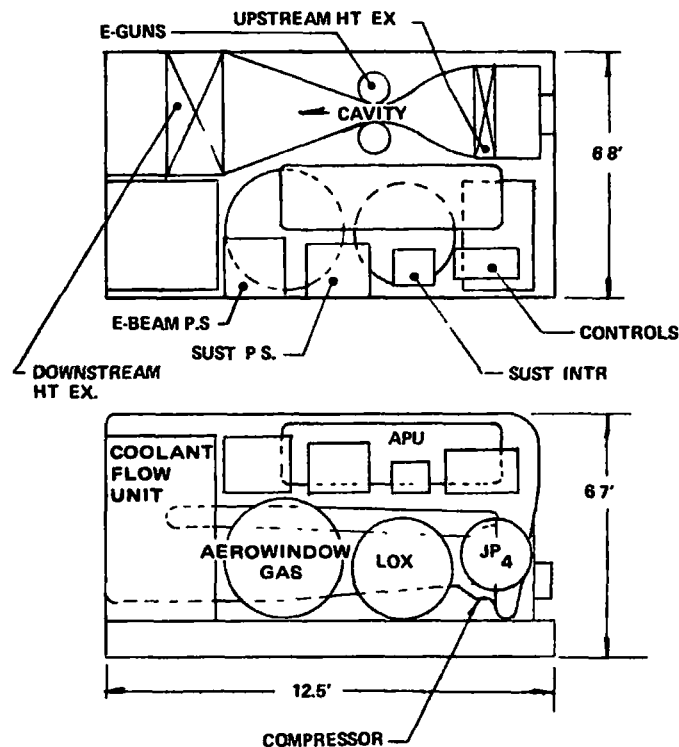 UPSTREAM HT EX
E-GUNS
CAVITY
6 8'
E-BEAM P.S
SUST P S.
CONTROLS
SUST INTR
DOWNSTREAM
HT EX.
APU
COOLANT
FLOW
UNIT
6 7'
AEROWINDOW
GAS
LOX
JP4
12.5'
COMPRESSOR